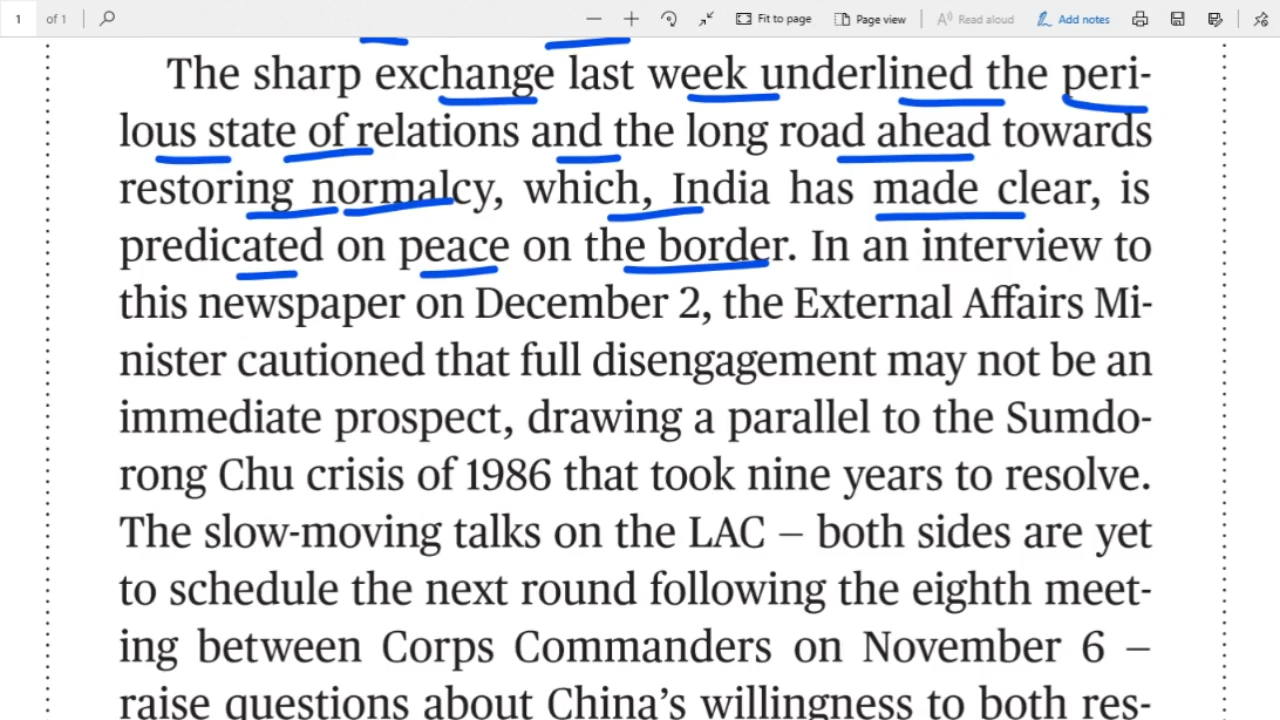 1 of 1 Fit to page Page view Read aloud Add notes
The sharp exchange last week underlined the peri-
lous state of relations and the long road ahead towards
restoring normalcy, which, India has made clear, is
predicated on peace on the border. In an interview to
this newspaper on December 2, the External Affairs Mi-
nister cautioned that full disengagement may not be an
immediate prospect, drawing a parallel to the Sumdo-
rong Chu crisis of 1986 that took nine years to resolve.
The slow-moving talks on the LAC – both sides are yet
to schedule the next round following the eighth meet-
ing between Corps Commanders on November 6 –
raise questions about China’s willingness to both res-